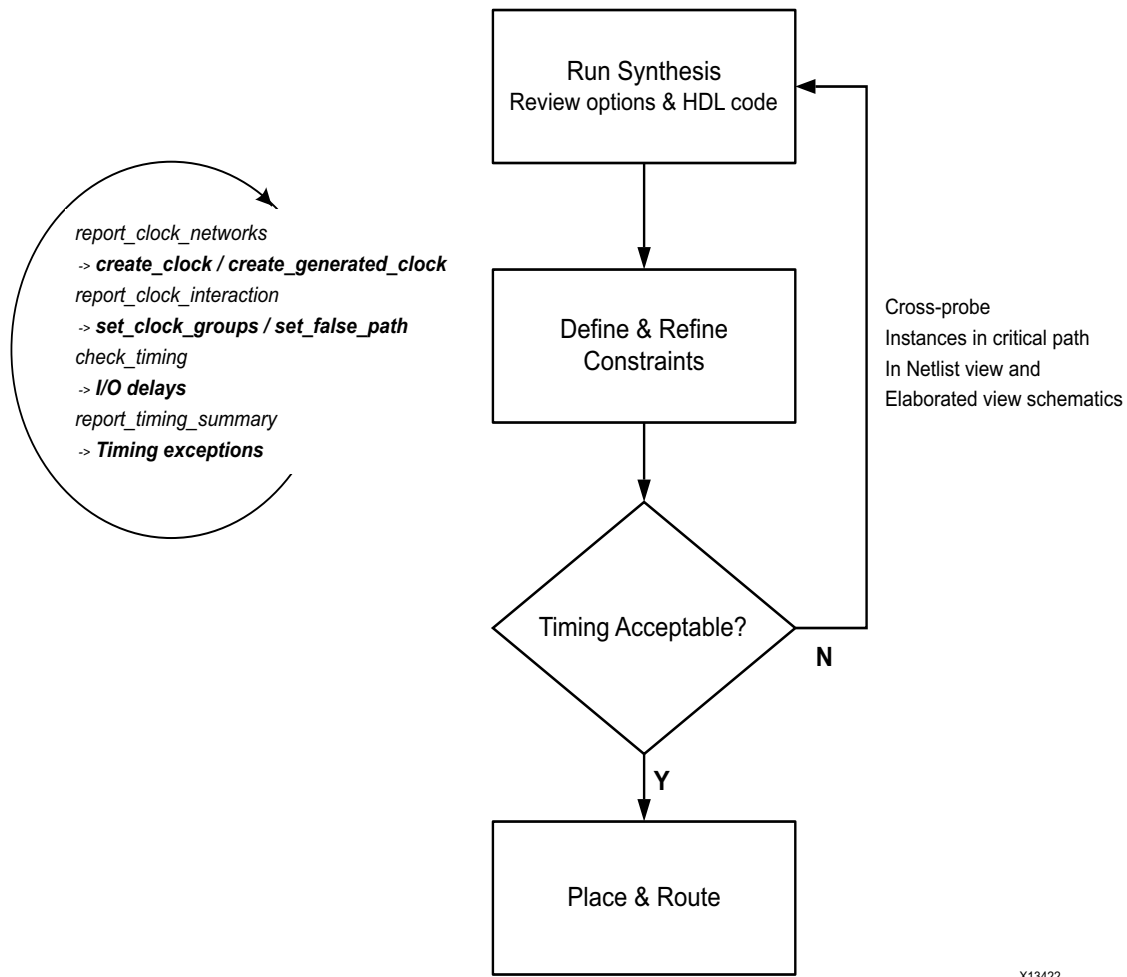 Run Synthesis
Review options & HDL code
report_clock_networks
-> create_clock / create_generated_clock
report_clock_interaction
-> set_clock_groups / set_false_path
check_timing
-> I/O delays
report_timing_summary
-> Timing exceptions
Define & Refine
Constraints
Cross-probe
Instances in critical path
In Netlist view and
Elaborated view schematics
Timing Acceptable?
N
Y
Place & Route
X13422